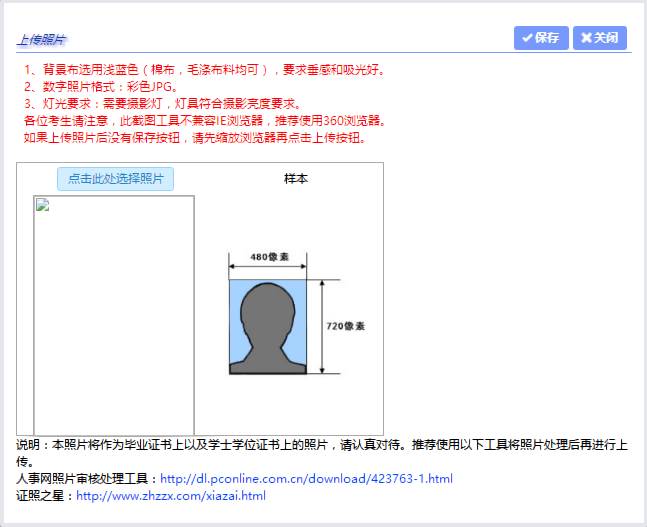 上传照片
保存 关闭
1、背景布选用浅蓝色（棉布，毛涤布料均可），要求垂感和吸光好。
2、数字照片格式：彩色JPG。
3、灯光要求：需要摄影灯，灯具符合摄影亮度要求。
各位考生请注意，此截图工具不兼容IE浏览器，推荐使用360浏览器。
如果上传照片后没有保存按钮，请先缩放浏览器再点击上传按钮。
点击此处选择照片 样本
480像素
720像素
说明：本照片将作为毕业证书上以及学士学位证书上的照片，请认真对待。推荐使用以下工具将照片处理后再进行上
传。
人事网照片审核处理工具：http://dl.pconline.com.cn/download/423763-1.html
证照之星：http://www.zhzzx.com/xiazai.html